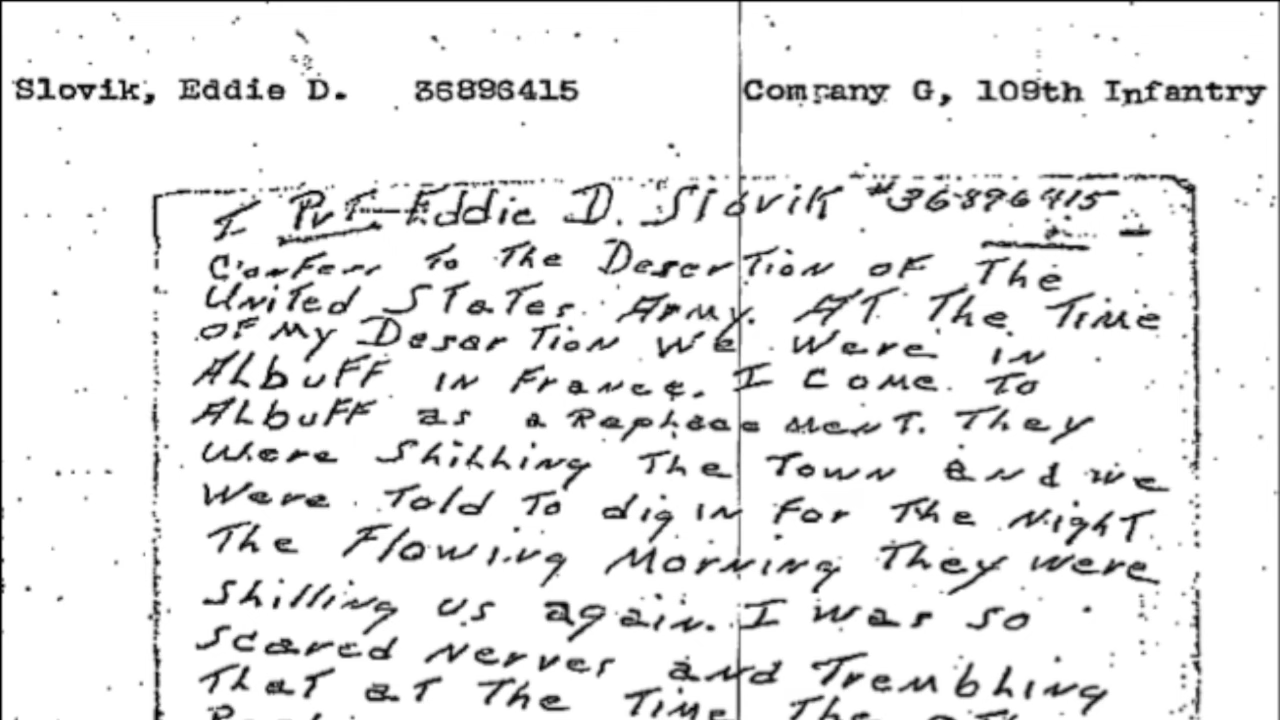 Slovik, Eddie D. 36896415 Company G, 109th Infantry
I Pvt Eddie D. Slovik #36896415
Confess to The Desertion of The
United States Army. AT The Time
of my Desertion we were in
Albuff in France. I come To
Albuff as a Replacement. They
were Shilling The Town and we
were Told To dig in for The Night.
The Flowing Morning They were
Shilling us again. I was so
scared nerves and Trembling
That at The Time The